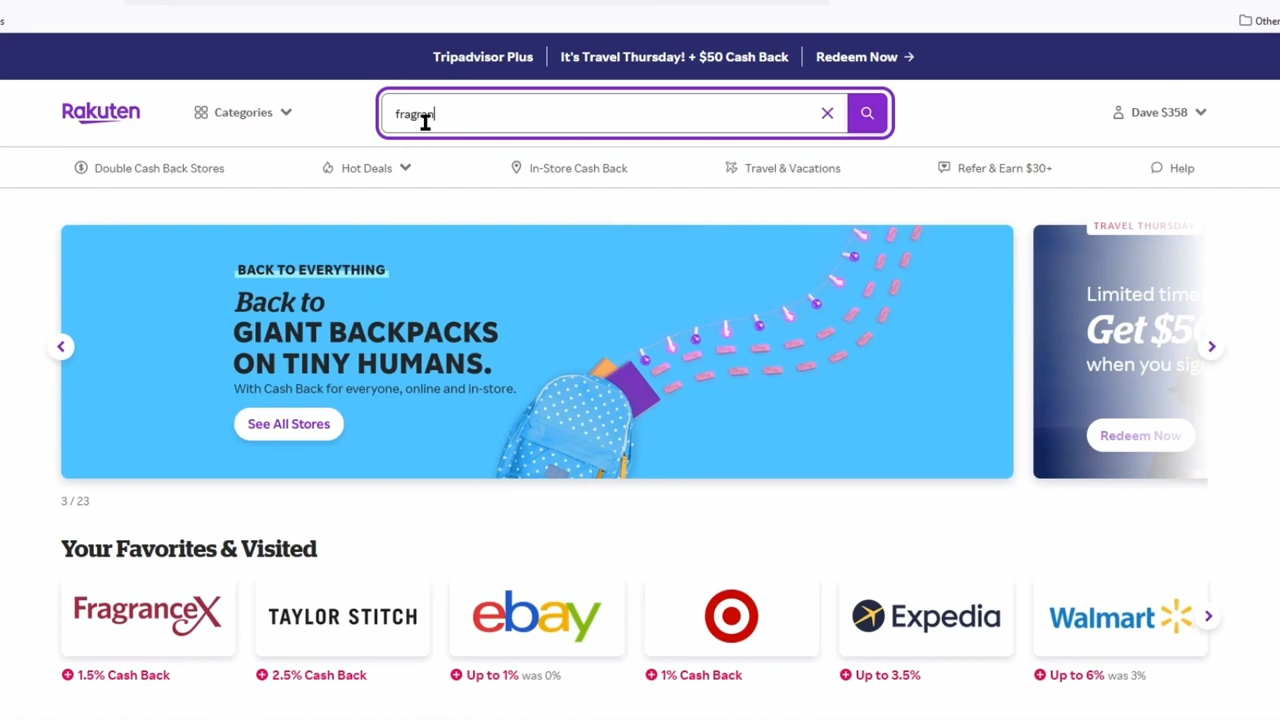 s
Other
Tripadvisor Plus
It's Travel Thursday! + $50 Cash Back
Redeem Now →
Rakuten
Categories
fragran
Dave $358
Double Cash Back Stores
Hot Deals
In-Store Cash Back
Travel & Vacations
Refer & Earn $30+
Help
BACK TO EVERYTHING
Back to
GIANT BACKPACKS
ON TINY HUMANS.
With Cash Back for everyone, online and in-store.
See All Stores
TRAVEL THURSDAY
Limited time
Get $50
when you sig
Redeem Now
3 / 23
Your Favorites & Visited
FragranceX
TAYLOR STITCH
ebay
Expedia
Walmart
1.5% Cash Back
2.5% Cash Back
Up to 1% was 0%
1% Cash Back
Up to 3.5%
Up to 6% was 3%